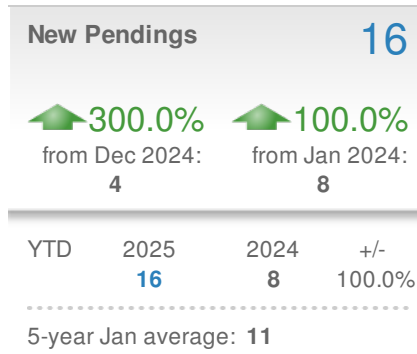 New Pendings 16
300.0% 100.0%
from Dec 2024: from Jan 2024:
4 8
YTD 2025 2024 +/-
16 8 100.0%
5-year Jan average: 11